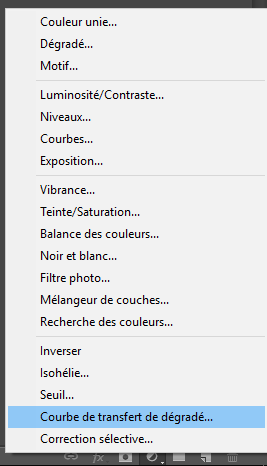 Couleur unie...
Dégradé...
Motif...
Luminosité/Contraste...
Niveaux...
Courbes...
Exposition...
Vibrance...
Teinte/Saturation...
Balance des couleurs...
Noir et blanc...
Filtre photo...
Mélangeur de couches...
Recherche des couleurs...
Inverser
Isohélie...
Seuil...
Courbe de transfert de dégradé...
Correction sélective...
fx